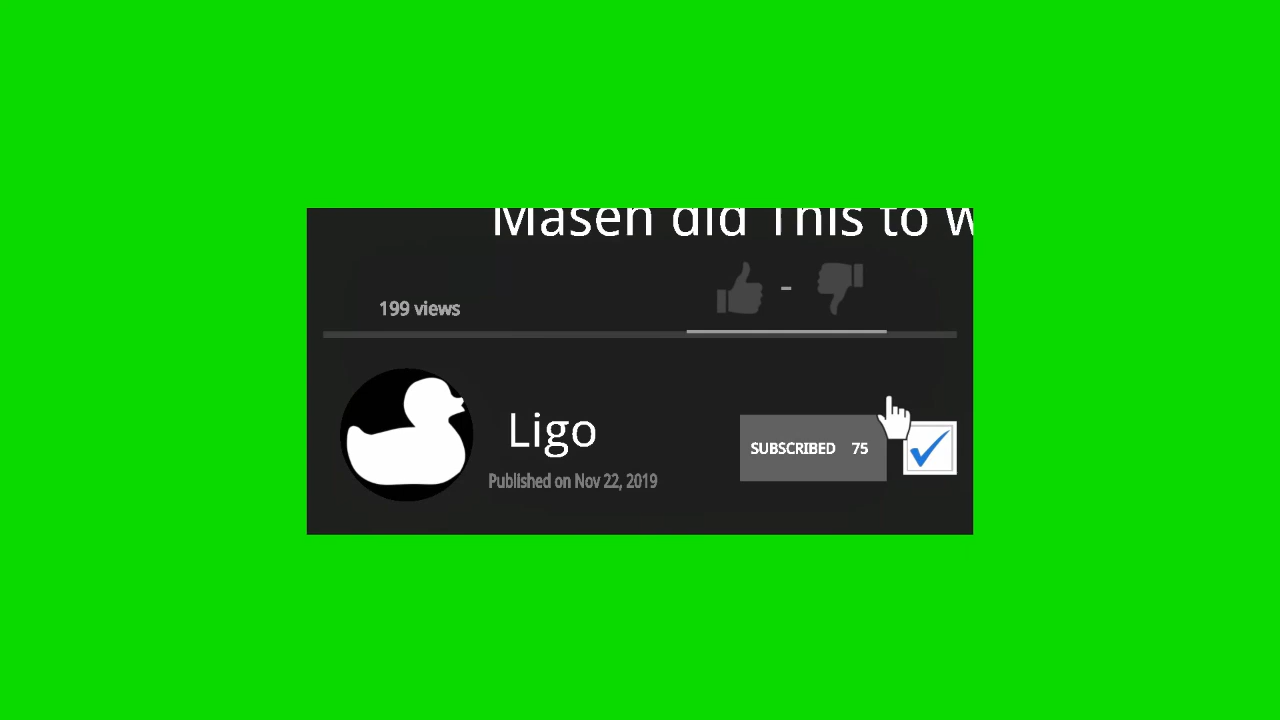 Masen did This to
199 views
-
Ligo
Published on Nov 22, 2019
SUBSCRIBED 75